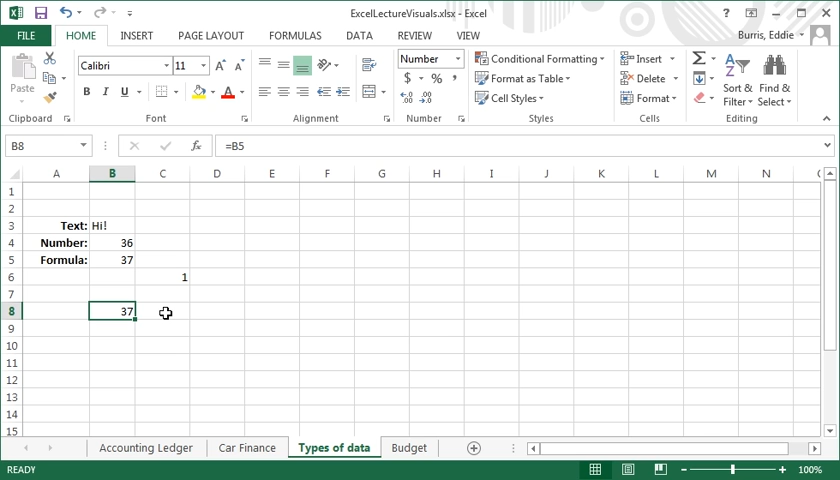 ExcelLectureVisuals.xlsx - Excel
FILE HOME INSERT PAGE LAYOUT FORMULAS DATA REVIEW VIEW Burris, Eddie
Paste
Calibri 11 A A
B I U A
Number
$ % ,
Conditional Formatting
Format as Table
Cell Styles
Insert
Delete
Format
Sort &
Filter
Find &
Select
Clipboard Font Alignment Number Styles Cells Editing
B8 fx =B5
A B C D E F G H I J K L M N
1
2
3 Text: Hi!
4 Number: 36
5 Formula: 37
6 1
7
8 37
9
10
11
12
13
14
15
Accounting Ledger Car Finance Types of data Budget
READY 100%